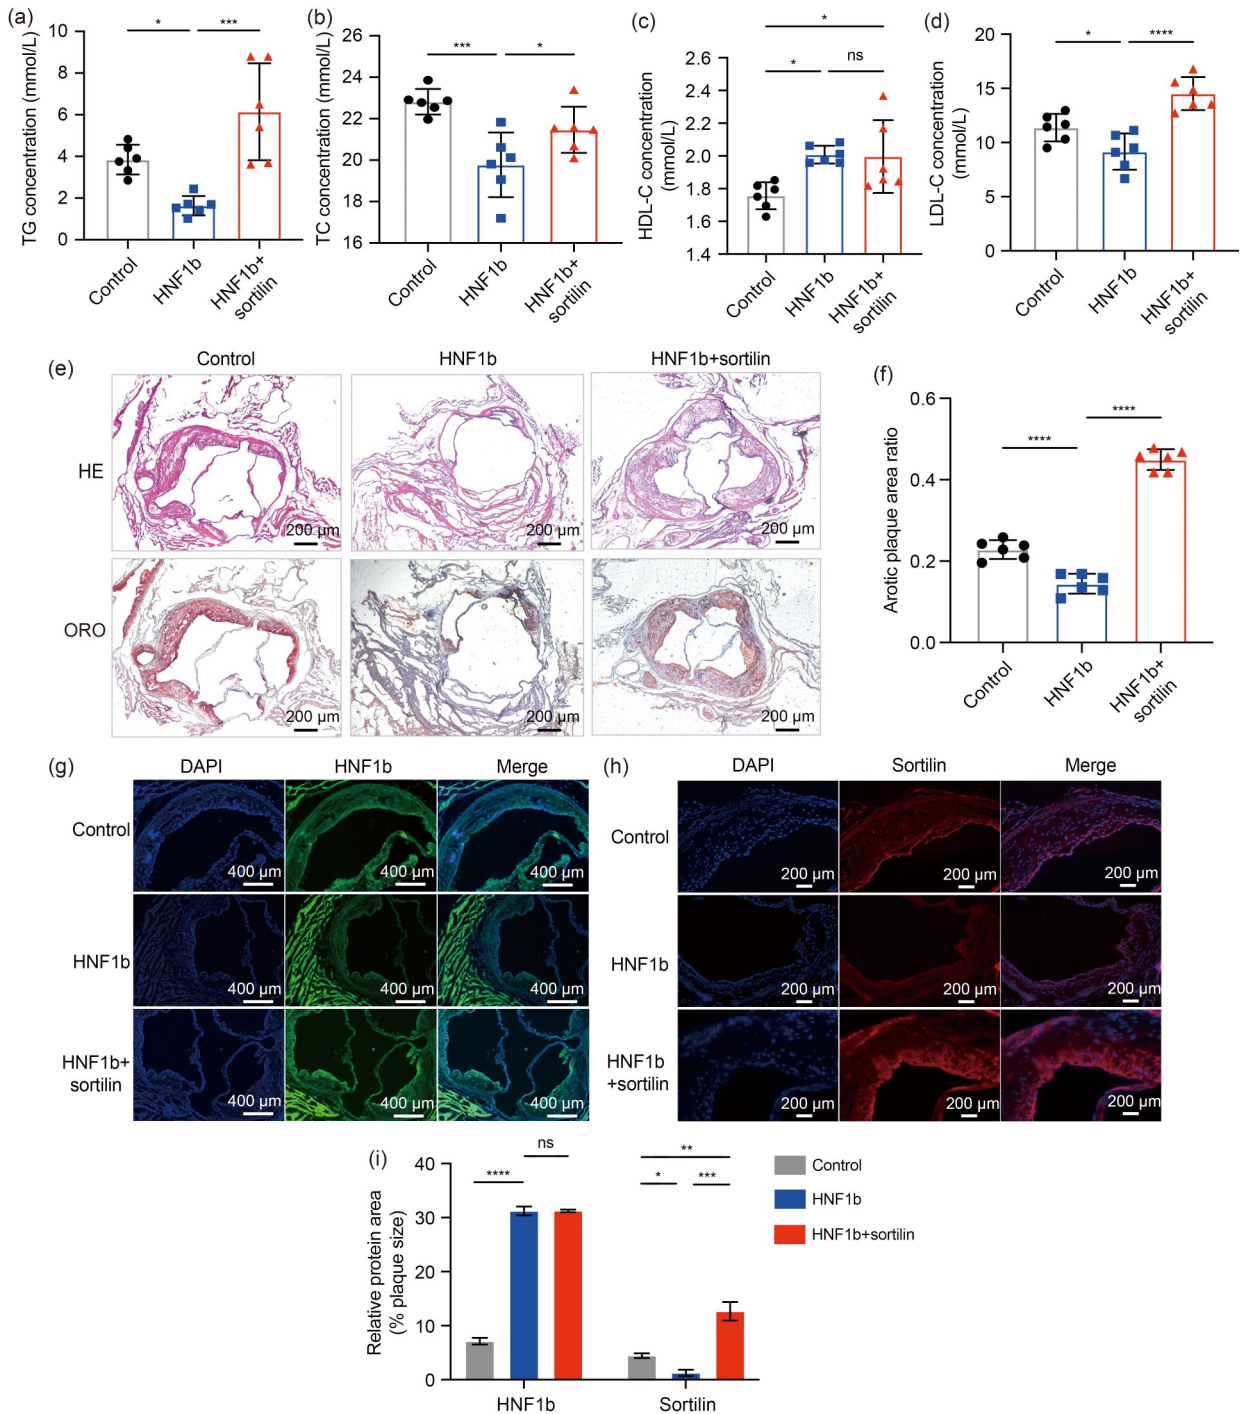 (a)
TG concentration (mmol/L)
10
8
6
4
2
0
*
***
Control
HNF1b
HNF1b+
sortilin
(b)
TC concentration (mmol/L)
26
24
22
20
18
16
***
*
Control
HNF1b
HNF1b+
sortilin
(c)
HDL-C concentration
(mmol/L)
2.6
2.4
2.2
2.0
1.8
1.6
1.4
*
*
ns
Control
HNF1b
HNF1b+
sortilin
(d)
LDL-C concentration
(mmol/L)
20
15
10
5
0
*
****
Control
HNF1b
HNF1b+
sortilin
(e)
Control
HNF1b
HNF1b+sortilin
HE
200 µm
200 µm
200 µm
ORO
200 µm
200 µm
200 µm
(f)
Arotic plaque area ratio
0.6
0.4
0.2
0.0
****
****
Control
HNF1b
HNF1b+
sortilin
(g)
DAPI
HNF1b
Merge
Control
400 µm
400 µm
400 µm
HNF1b
400 µm
400 µm
400 µm
HNF1b+
sortilin
400 µm
400 µm
400 µm
(h)
DAPI
Sortilin
Merge
Control
200 µm
200 µm
200 µm
HNF1b
200 µm
200 µm
200 µm
HNF1b
+sortilin
200 µm
200 µm
200 µm
(i)
Relative protein area
(% plaque size)
40
30
20
10
0
****
ns
**
*
***
HNF1b
Sortilin
Control
HNF1b
HNF1b+sortilin